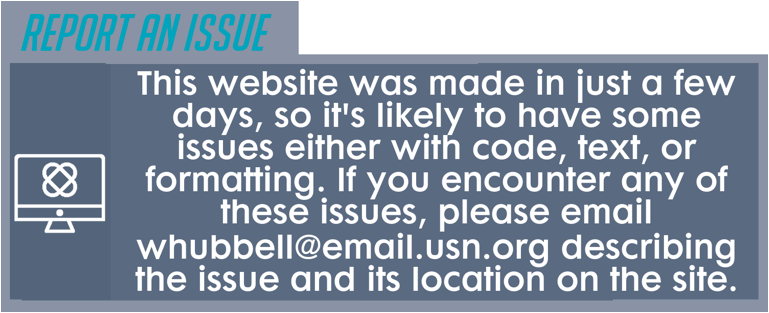 REPORT AN ISSUE
This website was made in just a few
days, so it's likely to have some
issues either with code, text, or
formatting. If you encounter any of
these issues, please email
whubbell@email.usn.org describing
the issue and its location on the site.